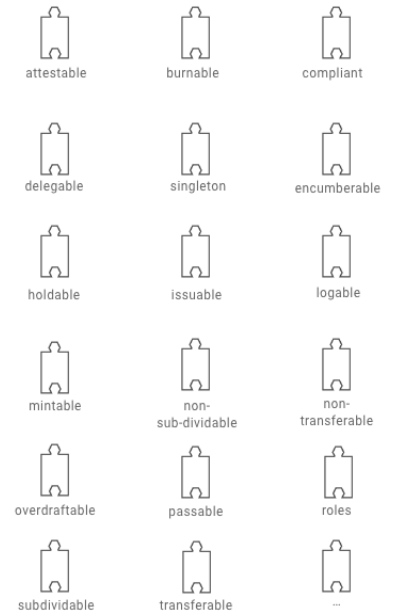 attestable
burnable
compliant
delegable
singleton
encumberable
holdable
issuable
logable
mintable
non-
sub-dividable
non-
transferable
overdraftable
passable
roles
subdividable
transferable
...